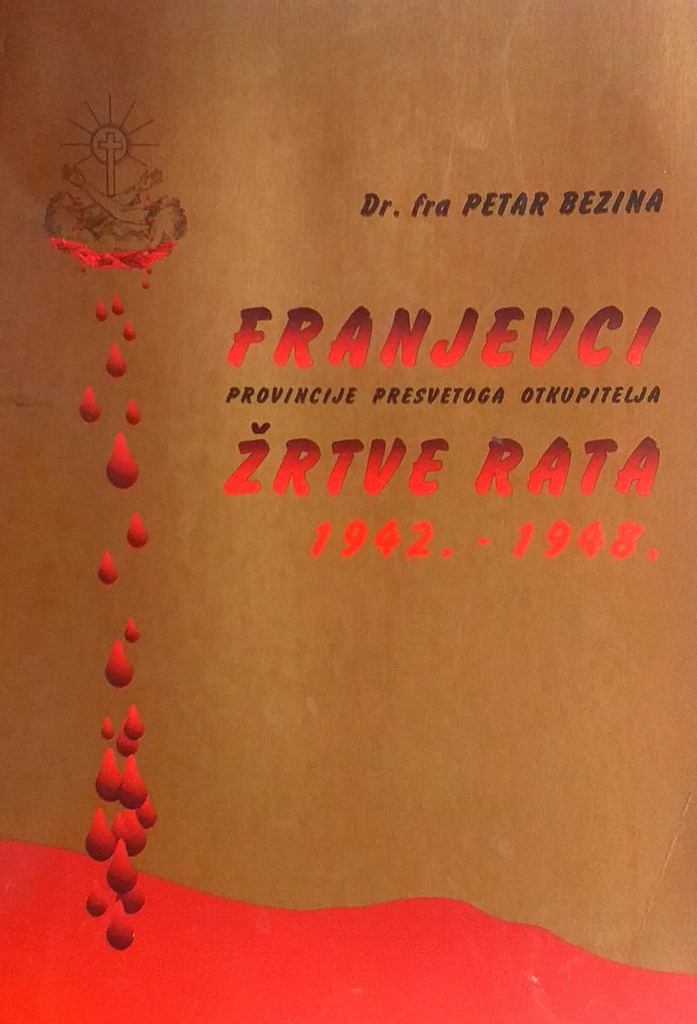 Dr. fra PETAR BEZINA
FRANJEVCI
PROVINCIJE PRESVETOGA OTKUPITELJA
ŽRTVE RATA
1942. - 1948.